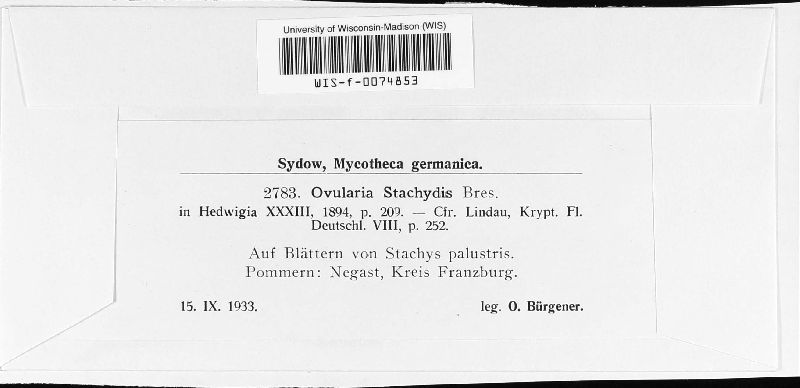 University of Wisconsin-Madison (WIS)
WIS-f-0074853
Sydow, Mycotheca germanica.
2783. Ovularia Stachydis Bres.
in Hedwigia XXXIII, 1894, p. 209. — Cfr. Lindau, Krypt. Fl.
Deutschl. VIII, p. 252.
Auf Blättern von Stachys palustris.
Pommern: Negast, Kreis Franzburg.
15. IX. 1933.
leg. O. Bürgener.